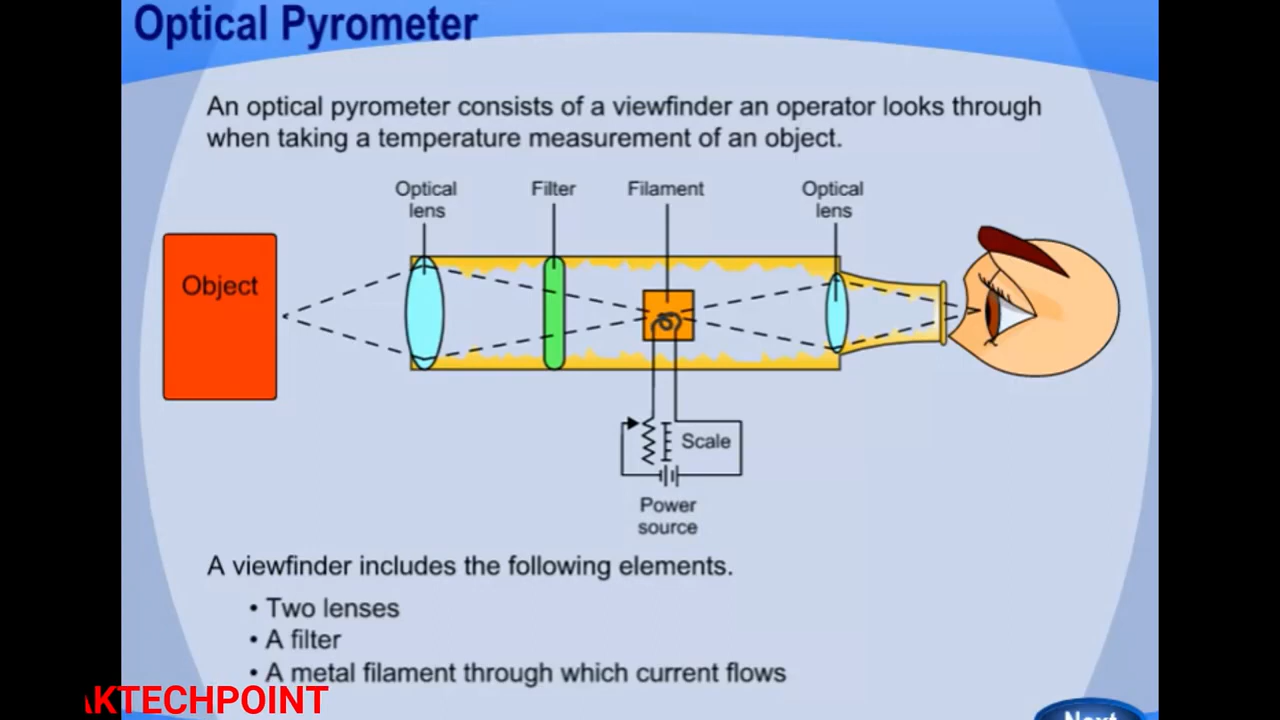 Optical Pyrometer
An optical pyrometer consists of a viewfinder an operator looks through
when taking a temperature measurement of an object.
Optical
lens
Filter
Filament
Optical
lens
Object
Scale
Power
source
A viewfinder includes the following elements.
• Two lenses
• A filter
• A metal filament through which current flows
KTECHPOINT
Next